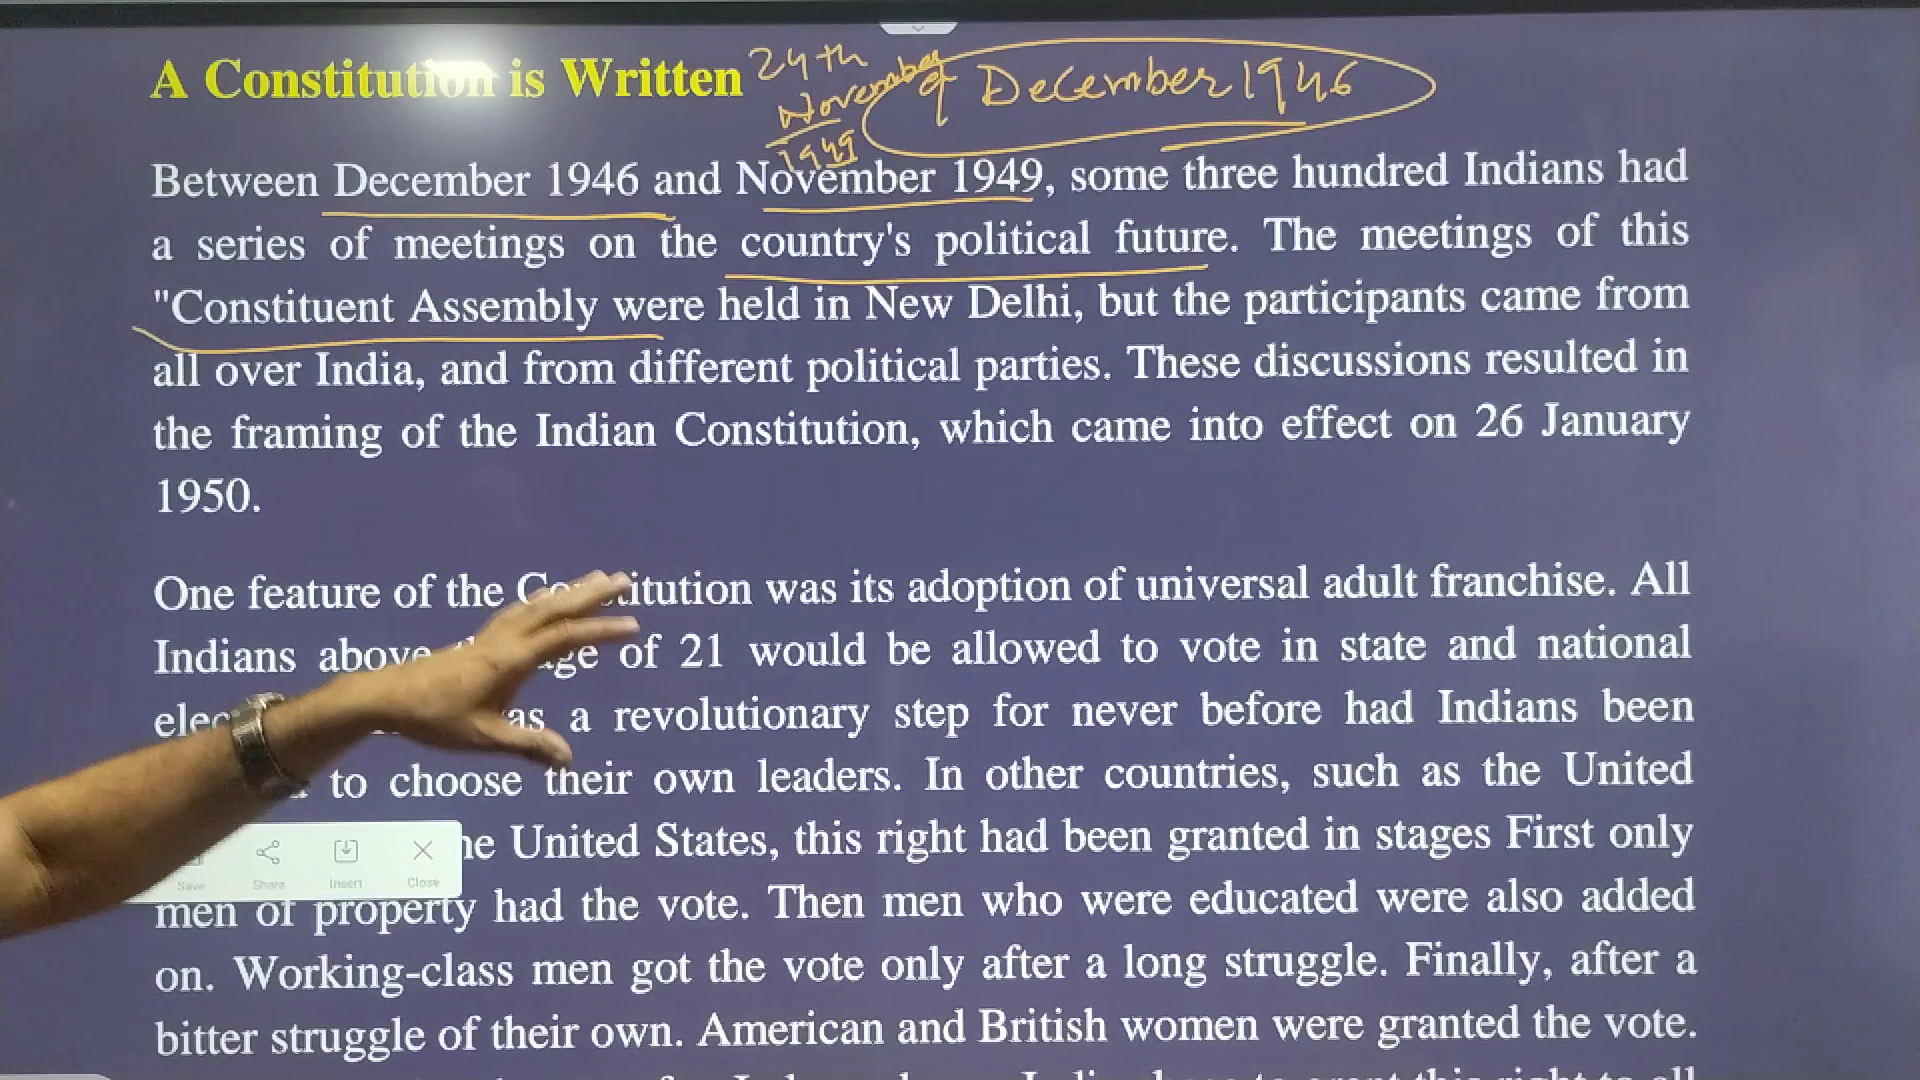 A Constitution is Written
24th
November
1949
9 December 1946
Between December 1946 and November 1949, some three hundred Indians had
a series of meetings on the country's political future. The meetings of this
"Constituent Assembly were held in New Delhi, but the participants came from
all over India, and from different political parties. These discussions resulted in
the framing of the Indian Constitution, which came into effect on 26 January
1950.
One feature of the Constitution was its adoption of universal adult franchise. All
Indians above age of 21 would be allowed to vote in state and national
as a revolutionary step for never before had Indians been
to choose their own leaders. In other countries, such as the United
the United States, this right had been granted in stages First only
men of property had the vote. Then men who were educated were also added
on. Working-class men got the vote only after a long struggle. Finally, after a
bitter struggle of their own. American and British women were granted the vote.
Save Share Insert Close